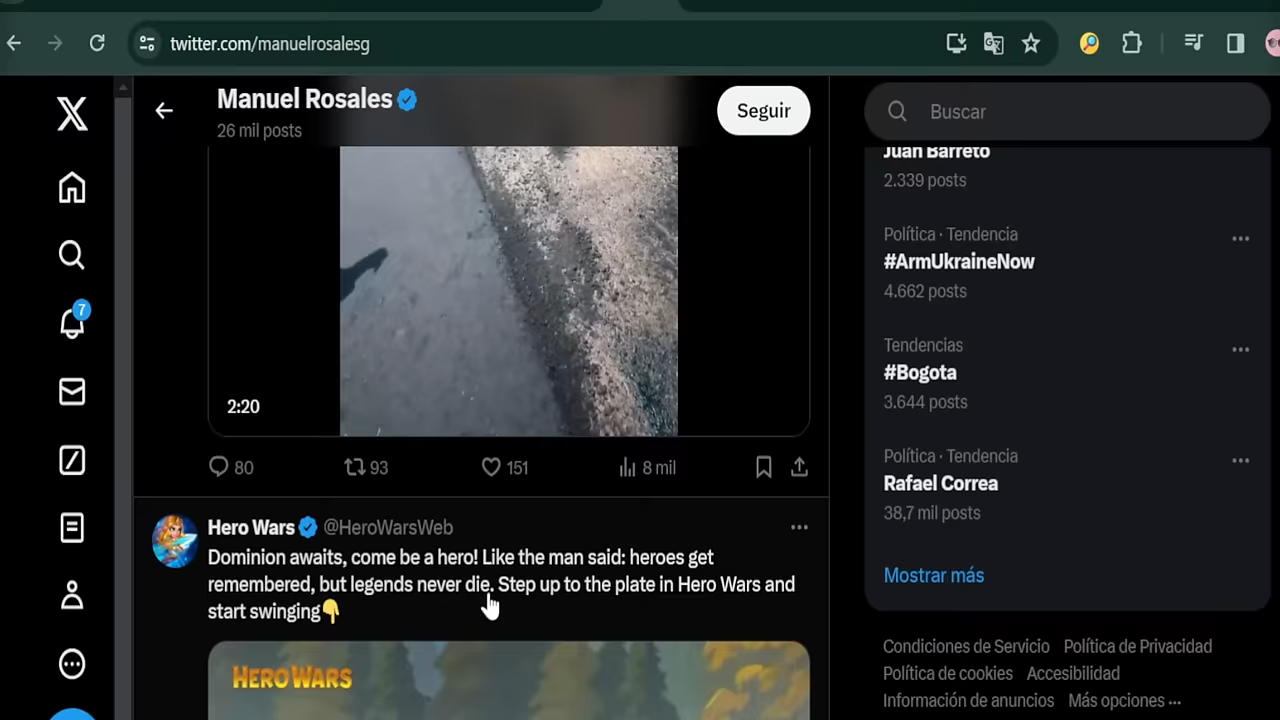 twitter.com/manuelrosalesg
Manuel Rosales
26 mil posts
Seguir
2:20
80
93
151
8 mil
Hero Wars @HeroWarsWeb
Dominion awaits, come be a hero! Like the man said: heroes get
remembered, but legends never die. Step up to the plate in Hero Wars and
start swinging👇
HERO WARS
7
Buscar
Juan Barreto
2.339 posts
Política · Tendencia
#ArmUkraineNow
4.662 posts
Tendencias
#Bogota
3.644 posts
Política · Tendencia
Rafael Correa
38,7 mil posts
Mostrar más
Condiciones de Servicio Política de Privacidad
Política de cookies Accesibilidad
Información de anuncios Más opciones ···